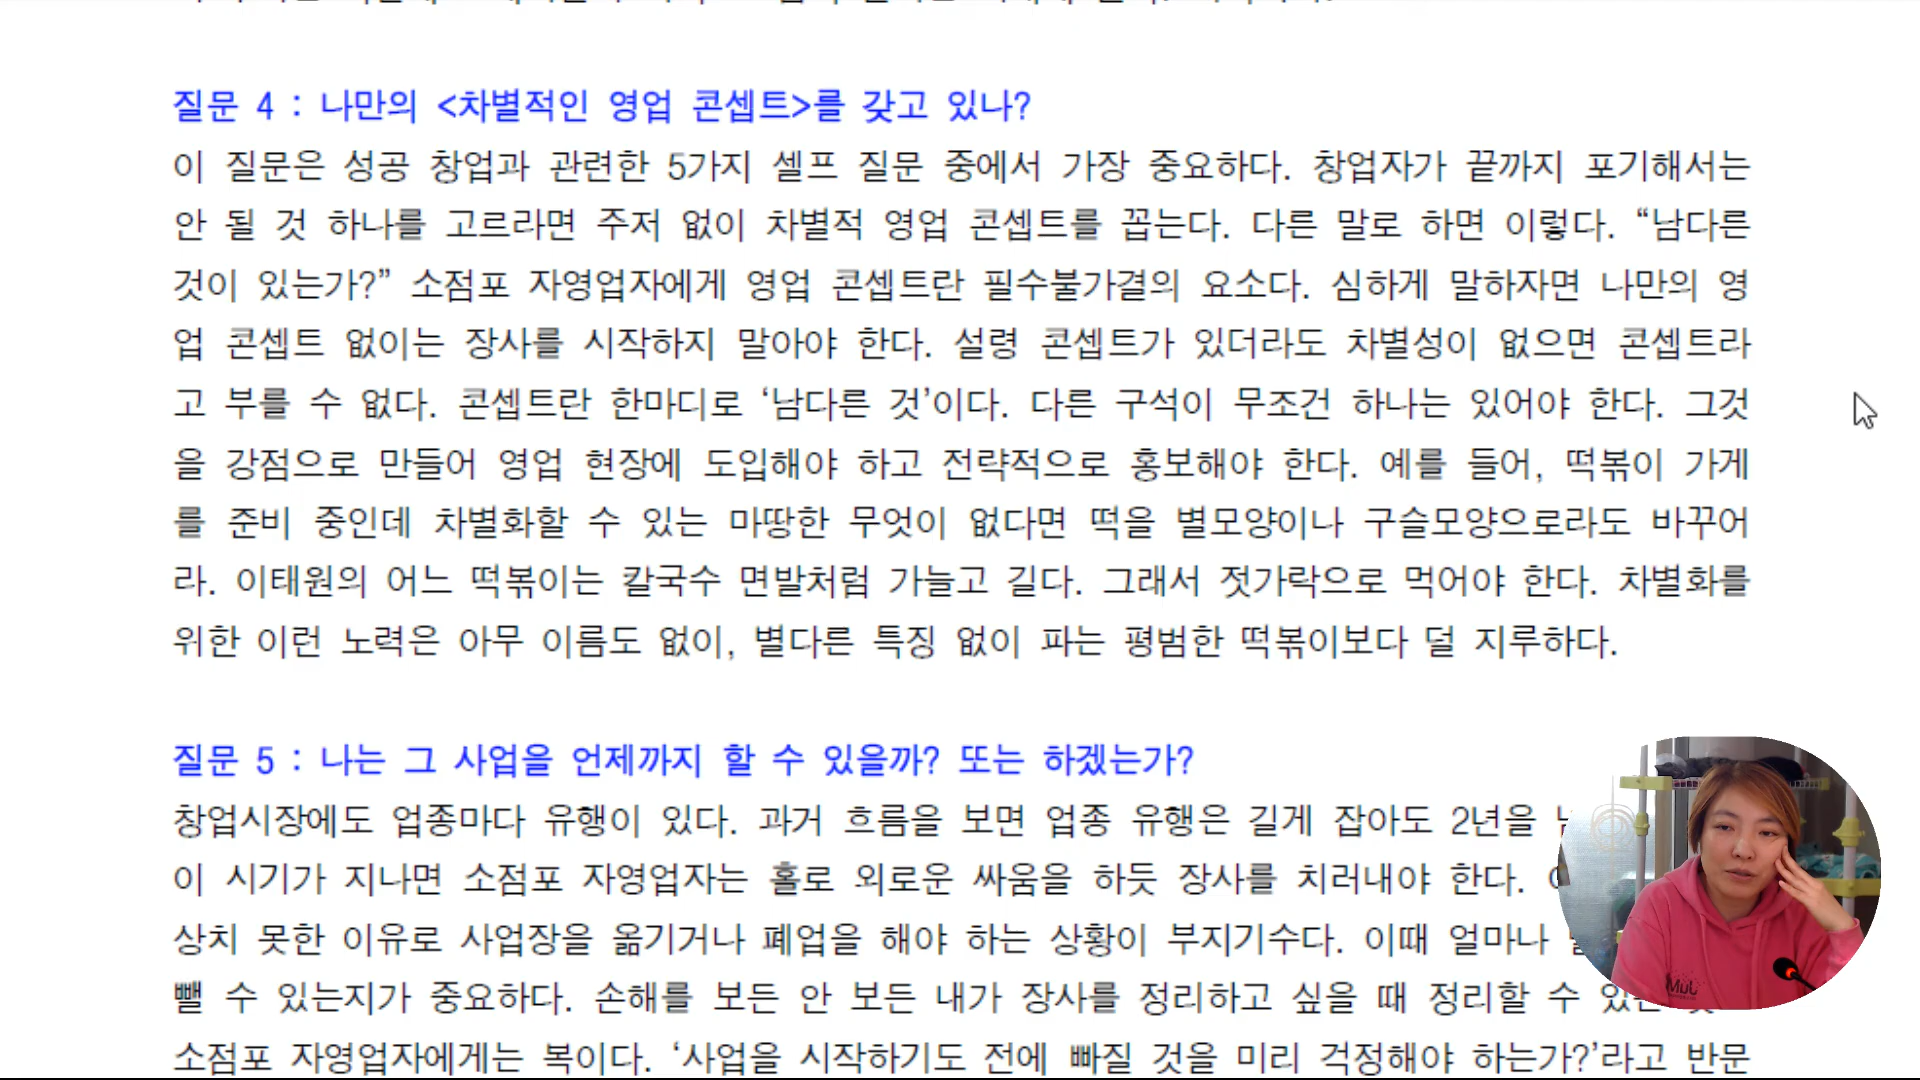 질문 4 : 나만의 <차별적인 영업 콘셉트>를 갖고 있나?
이 질문은 성공 창업과 관련한 5가지 셀프 질문 중에서 가장 중요하다. 창업자가 끝까지 포기해서는
안 될 것 하나를 고르라면 주저 없이 차별적 영업 콘셉트를 꼽는다. 다른 말로 하면 이렇다. “남다른
것이 있는가?” 소점포 자영업자에게 영업 콘셉트란 필수불가결의 요소다. 심하게 말하자면 나만의 영
업 콘셉트 없이는 장사를 시작하지 말아야 한다. 설령 콘셉트가 있더라도 차별성이 없으면 콘셉트라
고 부를 수 없다. 콘셉트란 한마디로 ‘남다른 것’이다. 다른 구석이 무조건 하나는 있어야 한다. 그것
을 강점으로 만들어 영업 현장에 도입해야 하고 전략적으로 홍보해야 한다. 예를 들어, 떡볶이 가게
를 준비 중인데 차별화할 수 있는 마땅한 무엇이 없다면 떡을 별모양이나 구슬모양으로라도 바꾸어
라. 이태원의 어느 떡볶이는 칼국수 면발처럼 가늘고 길다. 그래서 젓가락으로 먹어야 한다. 차별화를
위한 이런 노력은 아무 이름도 없이, 별다른 특징 없이 파는 평범한 떡볶이보다 덜 지루하다.
질문 5 : 나는 그 사업을 언제까지 할 수 있을까? 또는 하겠는가?
창업시장에도 업종마다 유행이 있다. 과거 흐름을 보면 업종 유행은 길게 잡아도 2년을
이 시기가 지나면 소점포 자영업자는 홀로 외로운 싸움을 하듯 장사를 치러내야 한다.
상치 못한 이유로 사업장을 옮기거나 폐업을 해야 하는 상황이 부지기수다. 이때 얼마나
뺄 수 있는지가 중요하다. 손해를 보든 안 보든 내가 장사를 정리하고 싶을 때 정리할 수
소점포 자영업자에게는 복이다. ‘사업을 시작하기도 전에 빠질 것을 미리 걱정해야 하는가?’라고 반문